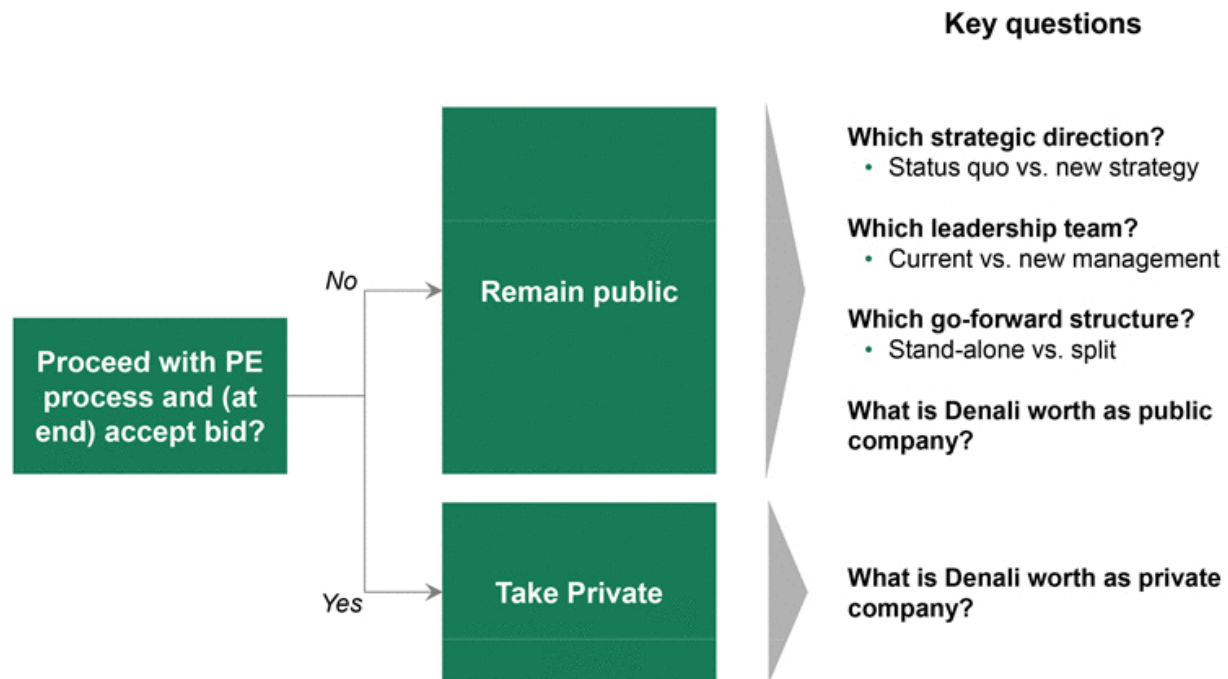 Key questions
Proceed with PE
process and (at
end) accept bid?
No
Remain public
Which strategic direction?
• Status quo vs. new strategy
Which leadership team?
• Current vs. new management
Which go-forward structure?
• Stand-alone vs. split
What is Denali worth as public
company?
Yes
Take Private
What is Denali worth as private
company?